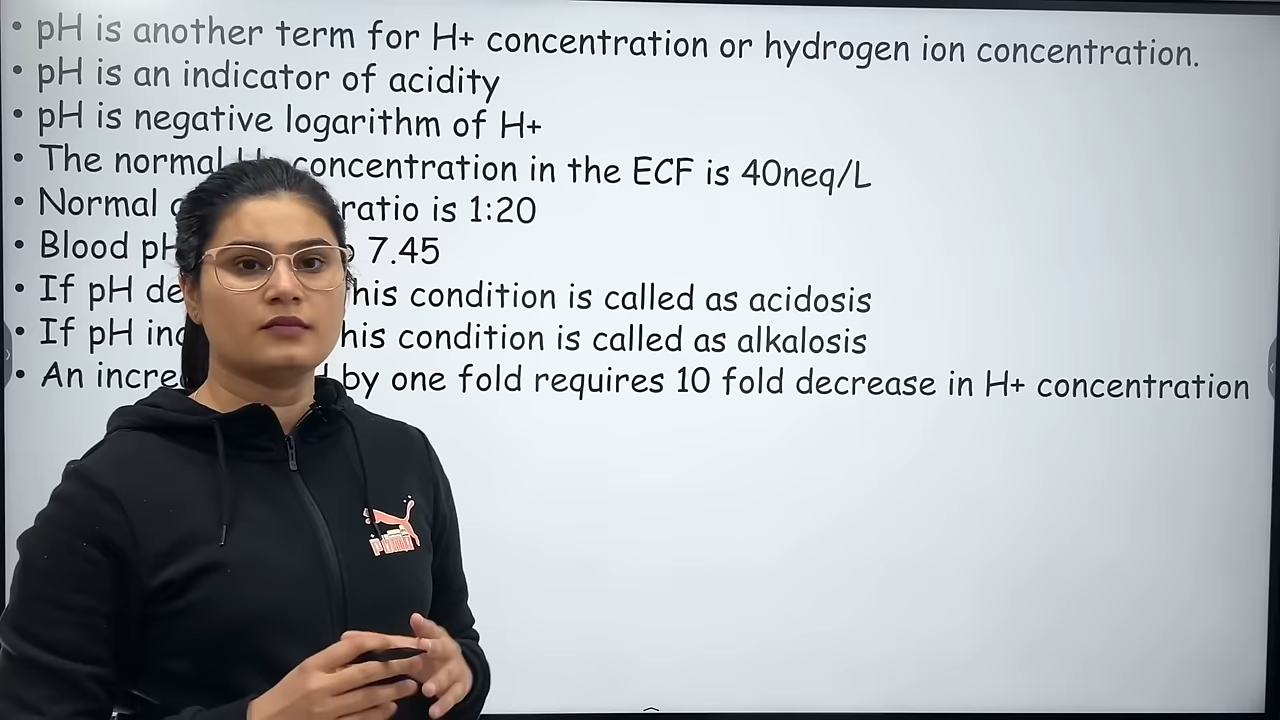 • pH is another term for H+ concentration or hydrogen ion concentration.
• pH is an indicator of acidity
• pH is negative logarithm of H+
• The normal concentration in the ECF is 40neq/L
• Normal ratio is 1:20
• Blood pH 7.45
• If pH this condition is called as acidosis
• If pH this condition is called as alkalosis
• An by one fold requires 10 fold decrease in H+ concentration